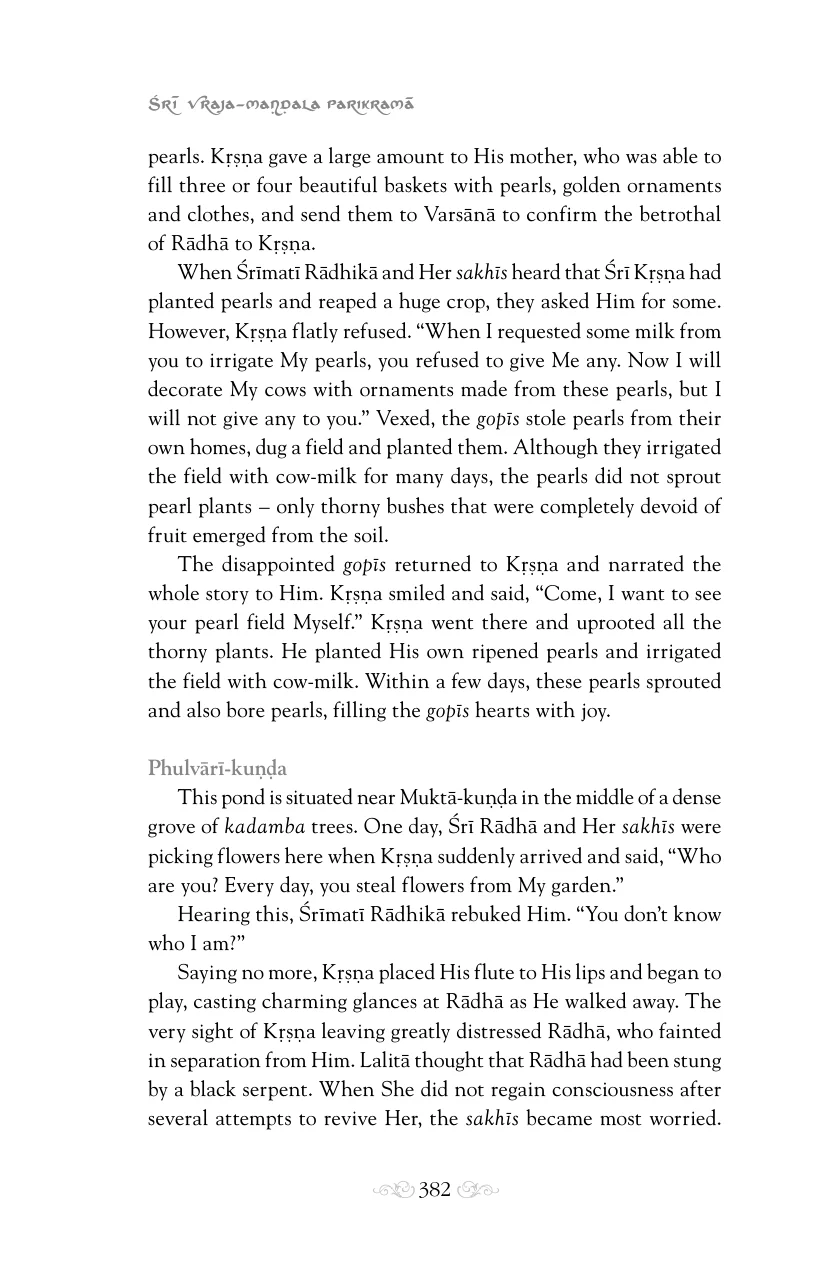 Śrī Vraja-maṇḍala Parikramā
pearls. Kṛṣṇa gave a large amount to His mother, who was able to
fill three or four beautiful baskets with pearls, golden ornaments
and clothes, and send them to Varsānā to confirm the betrothal
of Rādhā to Kṛṣṇa.
When Śrīmatī Rādhikā and Her sakhīs heard that Śrī Kṛṣṇa had
planted pearls and reaped a huge crop, they asked Him for some.
However, Kṛṣṇa flatly refused. “When I requested some milk from
you to irrigate My pearls, you refused to give Me any. Now I will
decorate My cows with ornaments made from these pearls, but I
will not give any to you.” Vexed, the gopīs stole pearls from their
own homes, dug a field and planted them. Although they irrigated
the field with cow-milk for many days, the pearls did not sprout
pearl plants – only thorny bushes that were completely devoid of
fruit emerged from the soil.
The disappointed gopīs returned to Kṛṣṇa and narrated the
whole story to Him. Kṛṣṇa smiled and said, “Come, I want to see
your pearl field Myself.” Kṛṣṇa went there and uprooted all the
thorny plants. He planted His own ripened pearls and irrigated
the field with cow-milk. Within a few days, these pearls sprouted
and also bore pearls, filling the gopīs hearts with joy.
Phulvārī-kuṇḍa
This pond is situated near Muktā-kuṇḍa in the middle of a dense
grove of kadamba trees. One day, Śrī Rādhā and Her sakhīs were
picking flowers here when Kṛṣṇa suddenly arrived and said, “Who
are you? Every day, you steal flowers from My garden.”
Hearing this, Śrīmatī Rādhikā rebuked Him. “You don’t know
who I am?”
Saying no more, Kṛṣṇa placed His flute to His lips and began to
play, casting charming glances at Rādhā as He walked away. The
very sight of Kṛṣṇa leaving greatly distressed Rādhā, who fainted
in separation from Him. Lalitā thought that Rādhā had been stung
by a black serpent. When She did not regain consciousness after
several attempts to revive Her, the sakhīs became most worried.
382